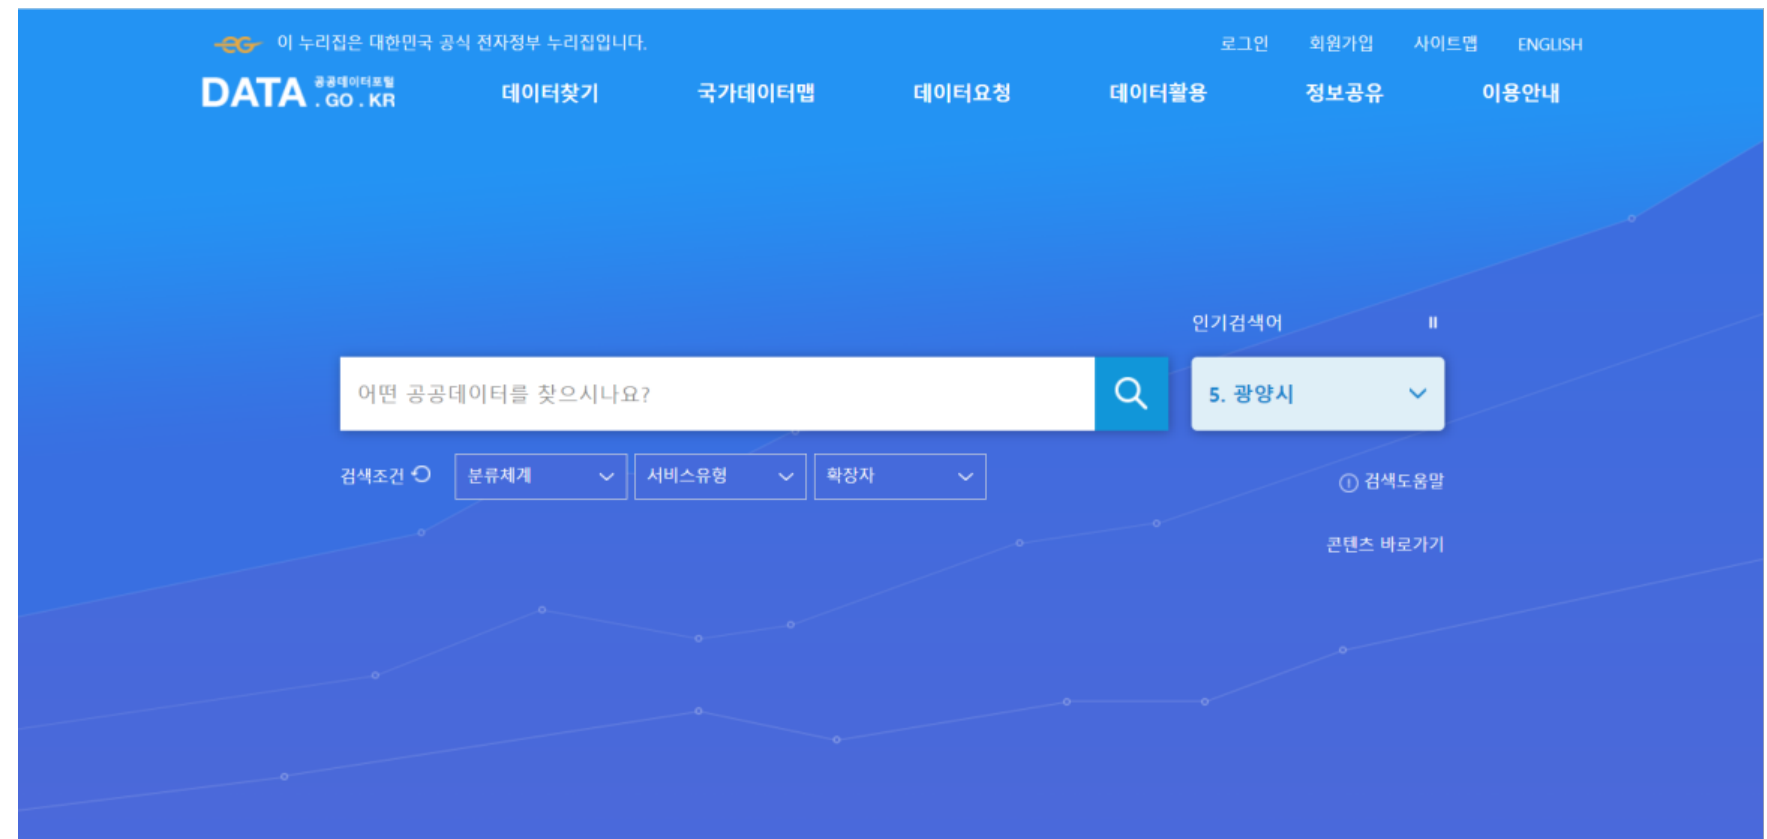 이 누리집은 대한민국 공식 전자정부 누리집입니다.
로그인 회원가입 사이트맵 ENGLISH
DATA 공공데이터포털 . GO . KR
데이터찾기 국가데이터맵 데이터요청 데이터활용 정보공유 이용안내
인기검색어
어떤 공공데이터를 찾으시나요?
5. 광양시
검색조건 분류체계 서비스유형 확장자
검색도움말
콘텐츠 바로가기